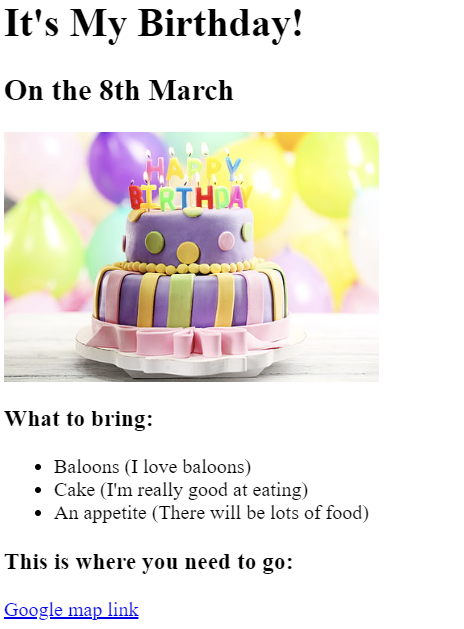 It's My Birthday!
On the 8th March
HAPPY
BIRTHDAY
What to bring:
Baloons (I love baloons)
Cake (I'm really good at eating)
An appetite (There will be lots of food)
This is where you need to go:
Google map link